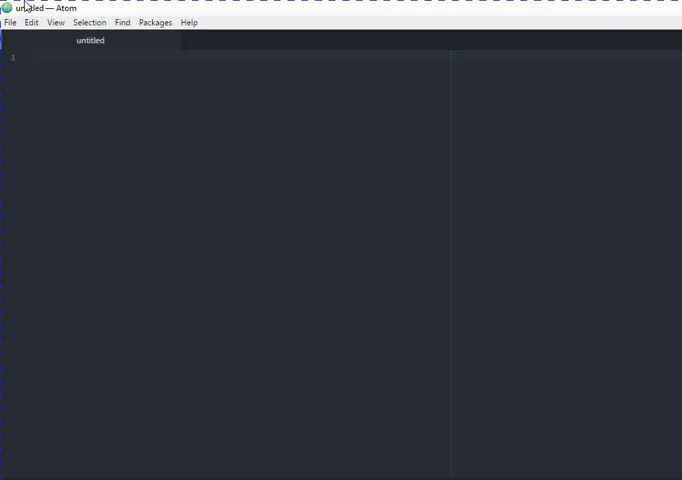 untitled — Atom
File Edit View Selection Find Packages Help
untitled
1